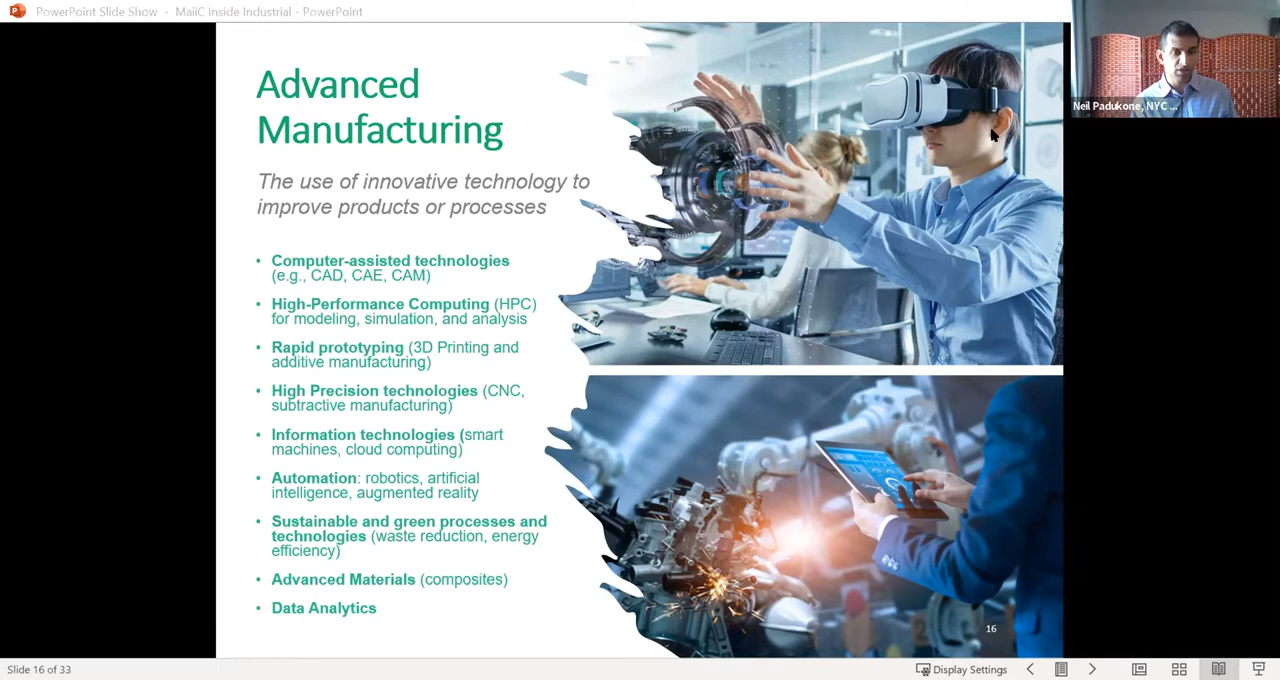 PowerPoint Slide Show - MaiiC Inside Industrial - PowerPoint
Neil Padukone, NYC ...
Advanced
Manufacturing
The use of innovative technology to
improve products or processes
• Computer-assisted technologies
(e.g., CAD, CAE, CAM)
• High-Performance Computing (HPC)
for modeling, simulation, and analysis
• Rapid prototyping (3D Printing and
additive manufacturing)
• High Precision technologies (CNC,
subtractive manufacturing)
• Information technologies (smart
machines, cloud computing)
• Automation: robotics, artificial
intelligence, augmented reality
• Sustainable and green processes and
technologies (waste reduction, energy
efficiency)
• Advanced Materials (composites)
• Data Analytics
16
Slide 16 of 33
Display Settings